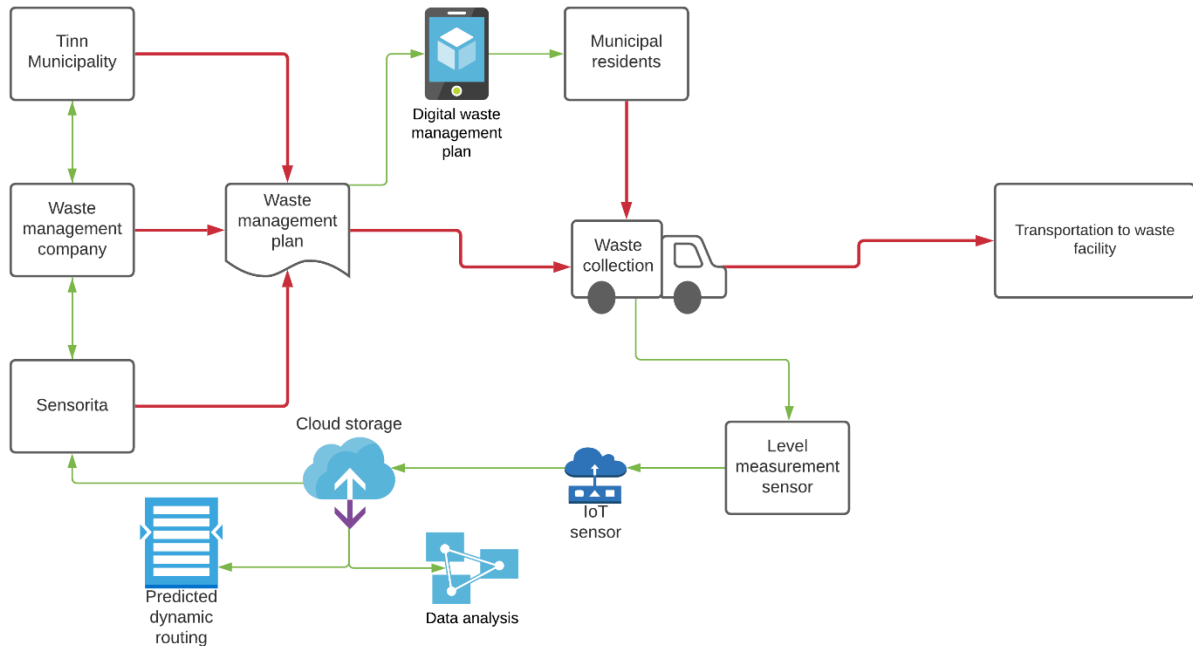 Tinn
Municipality
Municipal
residents
Digital waste
management
plan
Waste
management
company
Waste
management
plan
Waste
collection
Transportation to waste
facility
Sensorita
Cloud storage
Level
measurement
sensor
IoT
sensor
Predicted
dynamic
routing
Data analysis